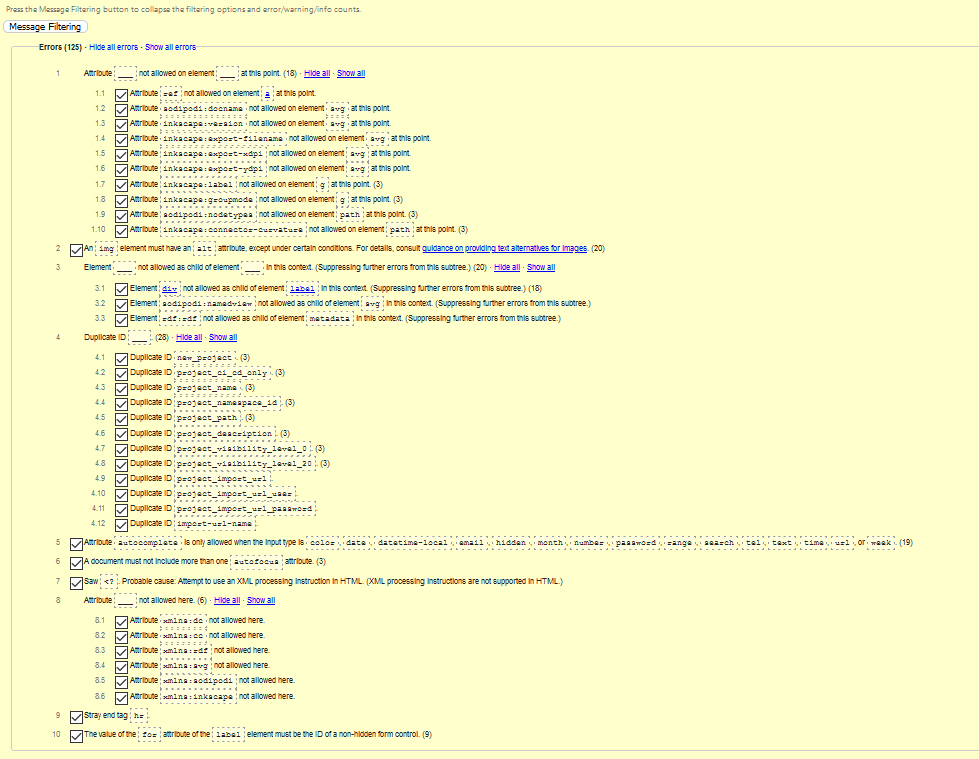 Press the Message Filtering button to collapse the filtering options and error/warning/info counts.
Message Filtering
Errors (125) · Hide all errors · Show all errors
1 Attribute ___ not allowed on element ___ at this point. (18) · Hide all · Show all
1.1 Attribute ref not allowed on element a at this point.
1.2 Attribute sodipodi:docname not allowed on element svg at this point.
1.3 Attribute inkscape:version not allowed on element svg at this point.
1.4 Attribute inkscape:export-filename not allowed on element svg at this point.
1.5 Attribute inkscape:export-xdpi not allowed on element svg at this point.
1.6 Attribute inkscape:export-ydpi not allowed on element svg at this point.
1.7 Attribute inkscape:label not allowed on element g at this point. (3)
1.8 Attribute inkscape:groupmode not allowed on element g at this point. (3)
1.9 Attribute sodipodi:nodetypes not allowed on element path at this point. (3)
1.10 Attribute inkscape:connector-curvature not allowed on element path at this point. (3)
2 An img element must have an alt attribute, except under certain conditions. For details, consult guidance on providing text alternatives for images. (20)
3 Element ___ not allowed as child of element ___ in this context. (Suppressing further errors from this subtree.) (20) · Hide all · Show all
3.1 Element div not allowed as child of element label in this context. (Suppressing further errors from this subtree.) (18)
3.2 Element sodipodi:namedview not allowed as child of element svg in this context. (Suppressing further errors from this subtree.)
3.3 Element rdf:rdf not allowed as child of element metadata in this context. (Suppressing further errors from this subtree.)
4 Duplicate ID ___. (28) · Hide all · Show all
4.1 Duplicate ID new_project. (3)
4.2 Duplicate ID project_ci_cd_only. (3)
4.3 Duplicate ID project_name. (3)
4.4 Duplicate ID project_namespace_id. (3)
4.5 Duplicate ID project_path. (3)
4.6 Duplicate ID project_description. (3)
4.7 Duplicate ID project_visibility_level_0. (3)
4.8 Duplicate ID project_visibility_level_20. (3)
4.9 Duplicate ID project_import_url.
4.10 Duplicate ID project_import_url_user.
4.11 Duplicate ID project_import_url_password.
4.12 Duplicate ID import-url-name.
5 Attribute autocomplete is only allowed when the input type is color, date, datetime-local, email, hidden, month, number, password, range, search, tel, text, time, url, or week. (19)
6 A document must not include more than one autofocus attribute. (3)
7 Saw <?. Probable cause: Attempt to use an XML processing instruction in HTML. (XML processing instructions are not supported in HTML.)
8 Attribute ___ not allowed here. (6) · Hide all · Show all
8.1 Attribute xmlns:dc not allowed here.
8.2 Attribute xmlns:cc not allowed here.
8.3 Attribute xmlns:rdf not allowed here.
8.4 Attribute xmlns:svg not allowed here.
8.5 Attribute xmlns:sodipodi not allowed here.
8.6 Attribute xmlns:inkscape not allowed here.
9 Stray end tag hr.
10 The value of the for attribute of the label element must be the ID of a non-hidden form control. (9)